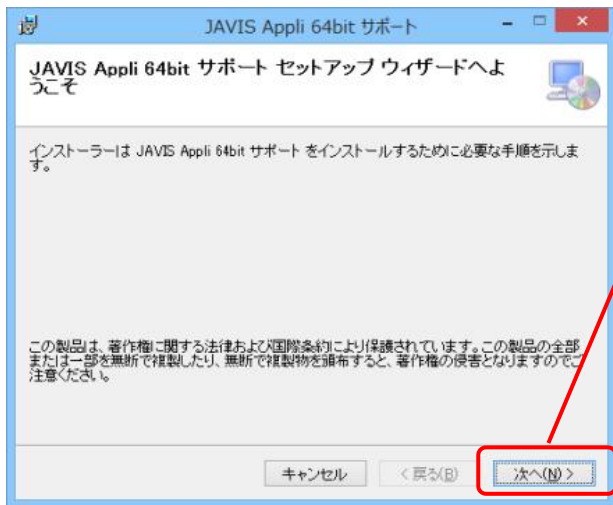 JAVIS Appli 64bit サポート
JAVIS Appli 64bit サポート セットアップ ウィザードへよ
うこそ
インストーラーは JAVIS Appli 64bit サポート をインストールするために必要な手順を示しま
す。
この製品は、著作権に関する法律および国際条約により保護されています。この製品の全部
または一部を無断で複製したり、無断で複製物を頒布すると、著作権の侵害となりますのでご
注意ください。
キャンセル < 戻る(B) 次へ(N) >